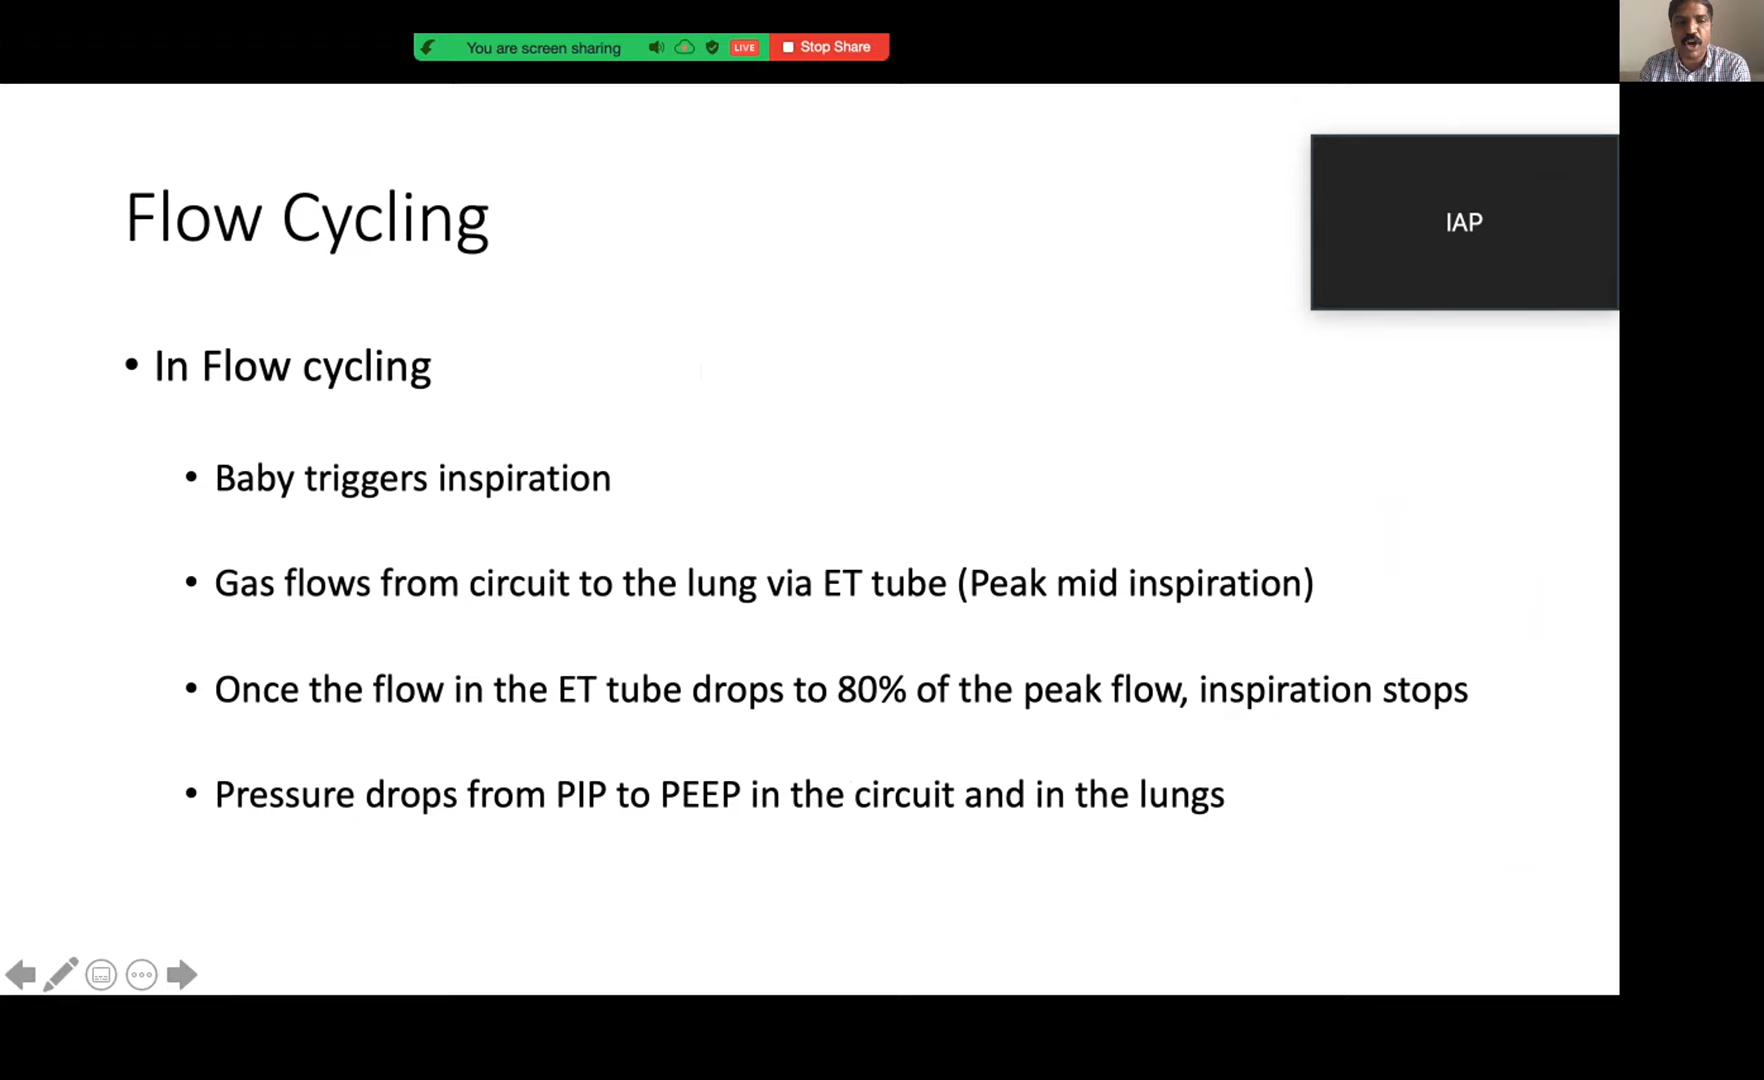 You are screen sharing
LIVE
Stop Share
IAP
Flow Cycling
• In Flow cycling
• Baby triggers inspiration
• Gas flows from circuit to the lung via ET tube (Peak mid inspiration)
• Once the flow in the ET tube drops to 80% of the peak flow, inspiration stops
• Pressure drops from PIP to PEEP in the circuit and in the lungs